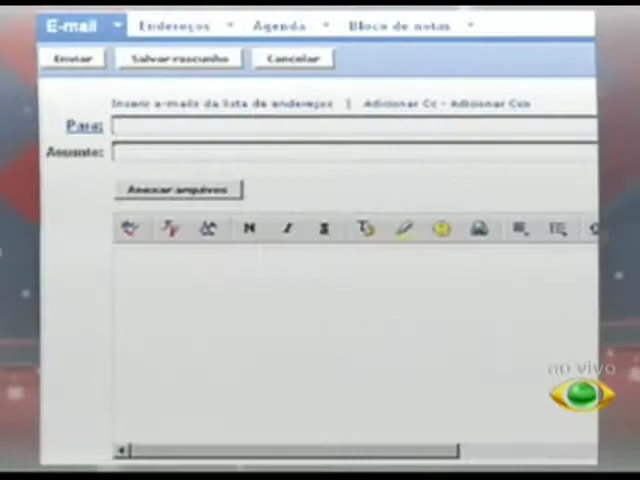 E-mail Endereços Agenda Bloco de notas
Enviar Salvar rascunho Cancelar
Inserir e-mails da lista de endereços | Adicionar Cc - Adicionar Cco
Para:
Assunto:
Anexar arquivos
N I S
ao vivo